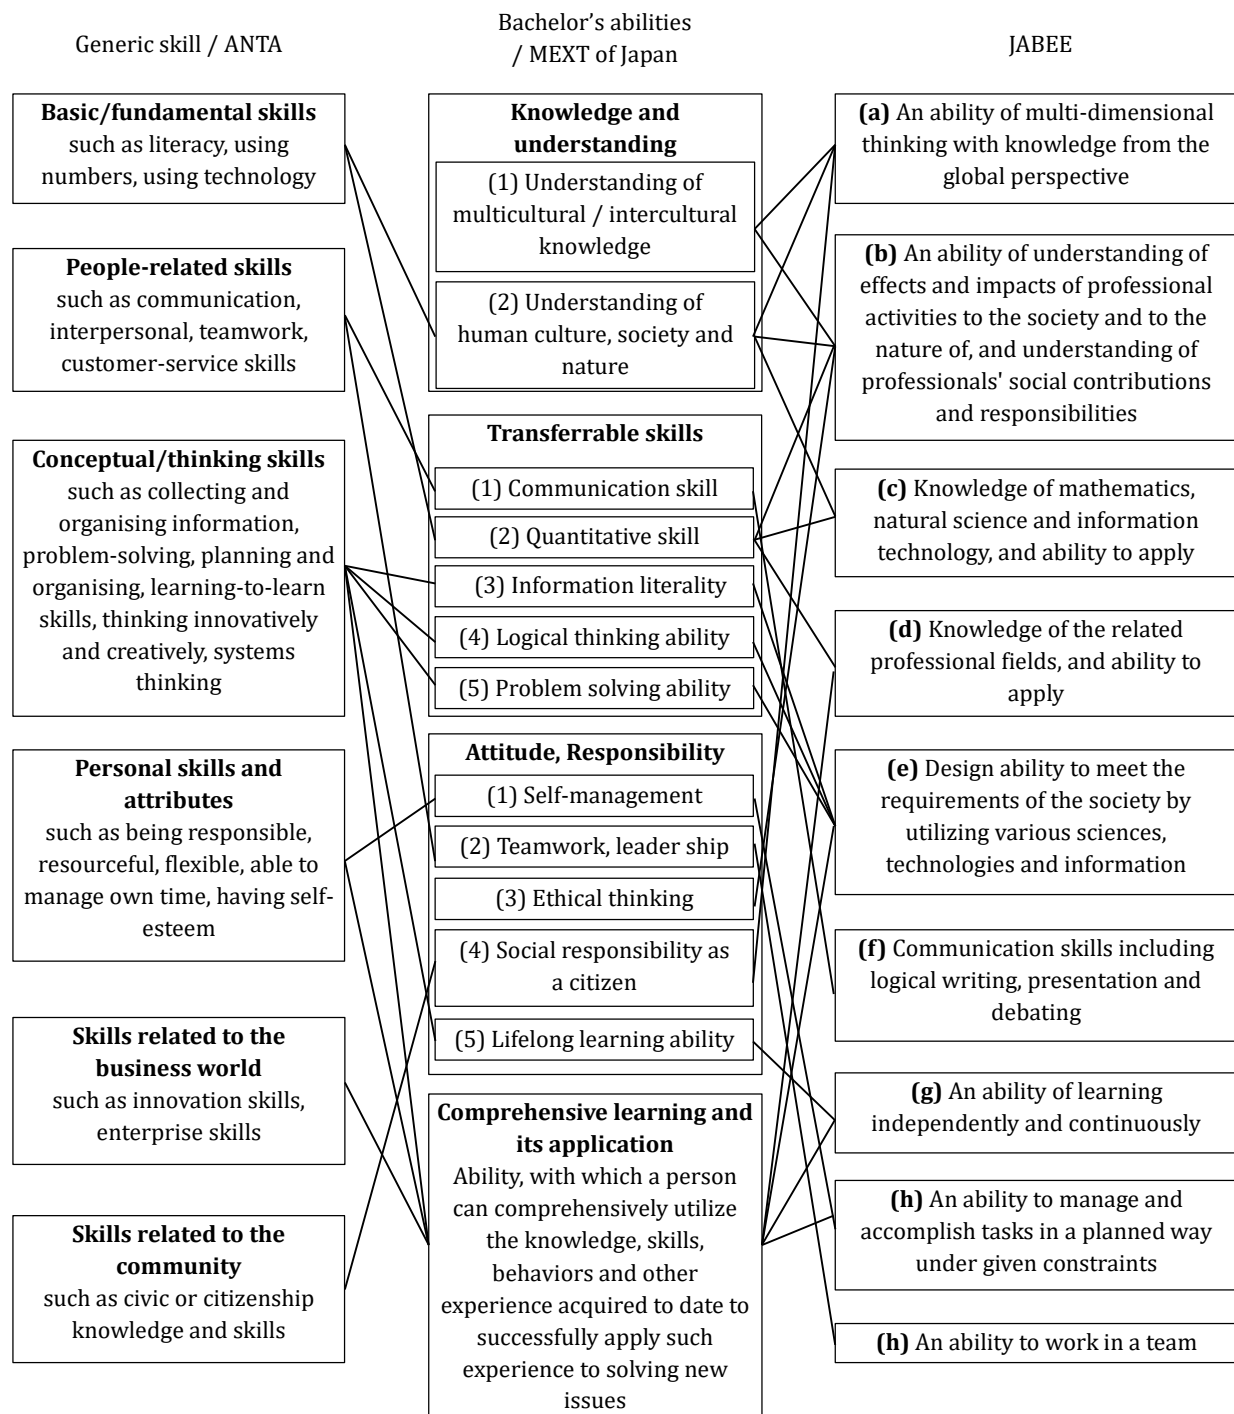 Generic skill / ANTA
Bachelor's abilities
/ MEXT of Japan
JABEE
Basic/fundamental skills
such as literacy, using
numbers, using technology
People-related skills
such as communication,
interpersonal, teamwork,
customer-service skills
Conceptual/thinking skills
such as collecting and
organising information,
problem-solving, planning and
organising, learning-to-learn
skills, thinking innovatively
and creatively, systems
thinking
Personal skills and
attributes
such as being responsible,
resourceful, flexible, able to
manage own time, having self-
esteem
Skills related to the
business world
such as innovation skills,
enterprise skills
Skills related to the
community
such as civic or citizenship
knowledge and skills
Knowledge and
understanding
(1) Understanding of
multicultural / intercultural
knowledge
(2) Understanding of
human culture, society and
nature
Transferrable skills
(1) Communication skill
(2) Quantitative skill
(3) Information literality
(4) Logical thinking ability
(5) Problem solving ability
Attitude, Responsibility
(1) Self-management
(2) Teamwork, leader ship
(3) Ethical thinking
(4) Social responsibility as
a citizen
(5) Lifelong learning ability
Comprehensive learning and
its application
Ability, with which a person
can comprehensively utilize
the knowledge, skills,
behaviors and other
experience acquired to date to
successfully apply such
experience to solving new
issues
(a) An ability of multi-dimensional
thinking with knowledge from the
global perspective
(b) An ability of understanding of
effects and impacts of professional
activities to the society and to the
nature of, and understanding of
professionals' social contributions
and responsibilities
(c) Knowledge of mathematics,
natural science and information
technology, and ability to apply
(d) Knowledge of the related
professional fields, and ability to
apply
(e) Design ability to meet the
requirements of the society by
utilizing various sciences,
technologies and information
(f) Communication skills including
logical writing, presentation and
debating
(g) An ability of learning
independently and continuously
(h) An ability to manage and
accomplish tasks in a planned way
under given constraints
(h) An ability to work in a team